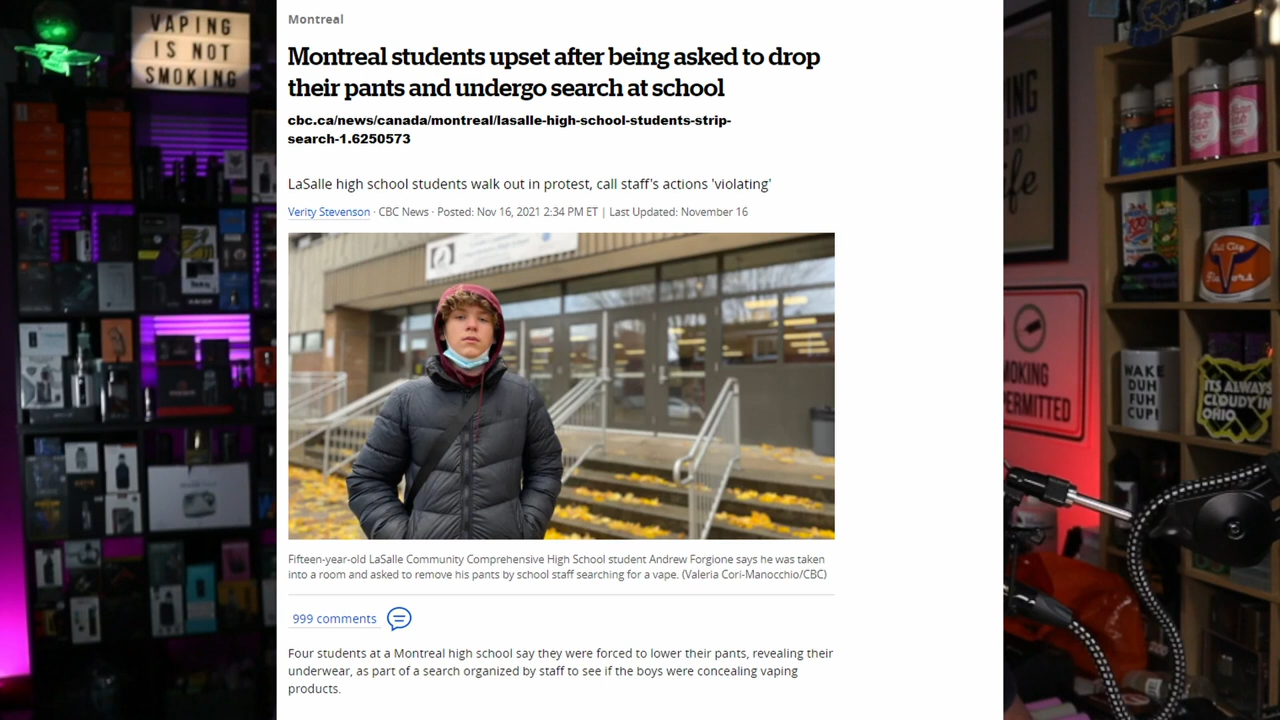 VAPING
IS NOT
SMOKING
Montreal
Montreal students upset after being asked to drop
their pants and undergo search at school
cbc.ca/news/canada/montreal/lasalle-high-school-students-strip-
search-1.6250573
LaSalle high school students walk out in protest, call staff's actions 'violating'
Verity Stevenson · CBC News · Posted: Nov 16, 2021 2:34 PM ET | Last Updated: November 16
Fifteen-year-old LaSalle Community Comprehensive High School student Andrew Forgione says he was taken
into a room and asked to remove his pants by school staff searching for a vape. (Valeria Cori-Manocchio/CBC)
999 comments
Four students at a Montreal high school say they were forced to lower their pants, revealing their
underwear, as part of a search organized by staff to see if the boys were concealing vaping
products.
ING
ife
OKING
ERMITTED
WAKE
DUH
FUH
CUP!
ITS ALWAYS
CLOUDY IN
OHIO